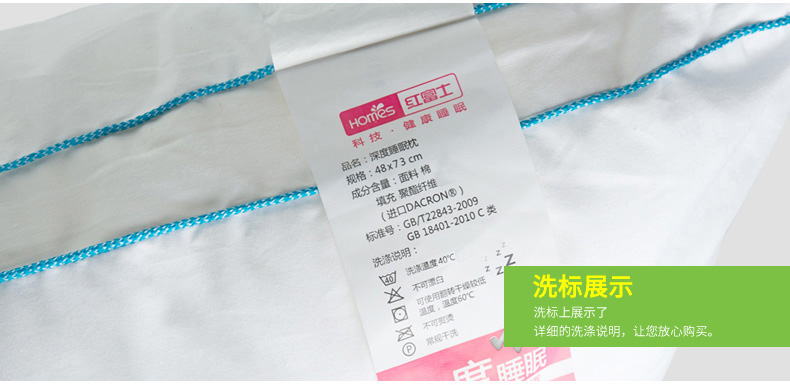 Homes 红富士
科技·健康睡眠
品名：深度睡眠枕
规格：48x73 cm
成分含量：面料 棉
填充 聚酯纤维
(进口DACRON®)
标准号：GB/T22843-2009
GB 18401-2010 C 类
洗涤说明：
40 洗涤温度40℃
不可漂白
可使用翻转干燥较低
温度，温度60℃
不可熨烫
P 常规干洗
z z z Z Z
度睡眠
洗标展示
洗标上展示了
详细的洗涤说明，让您放心购买。